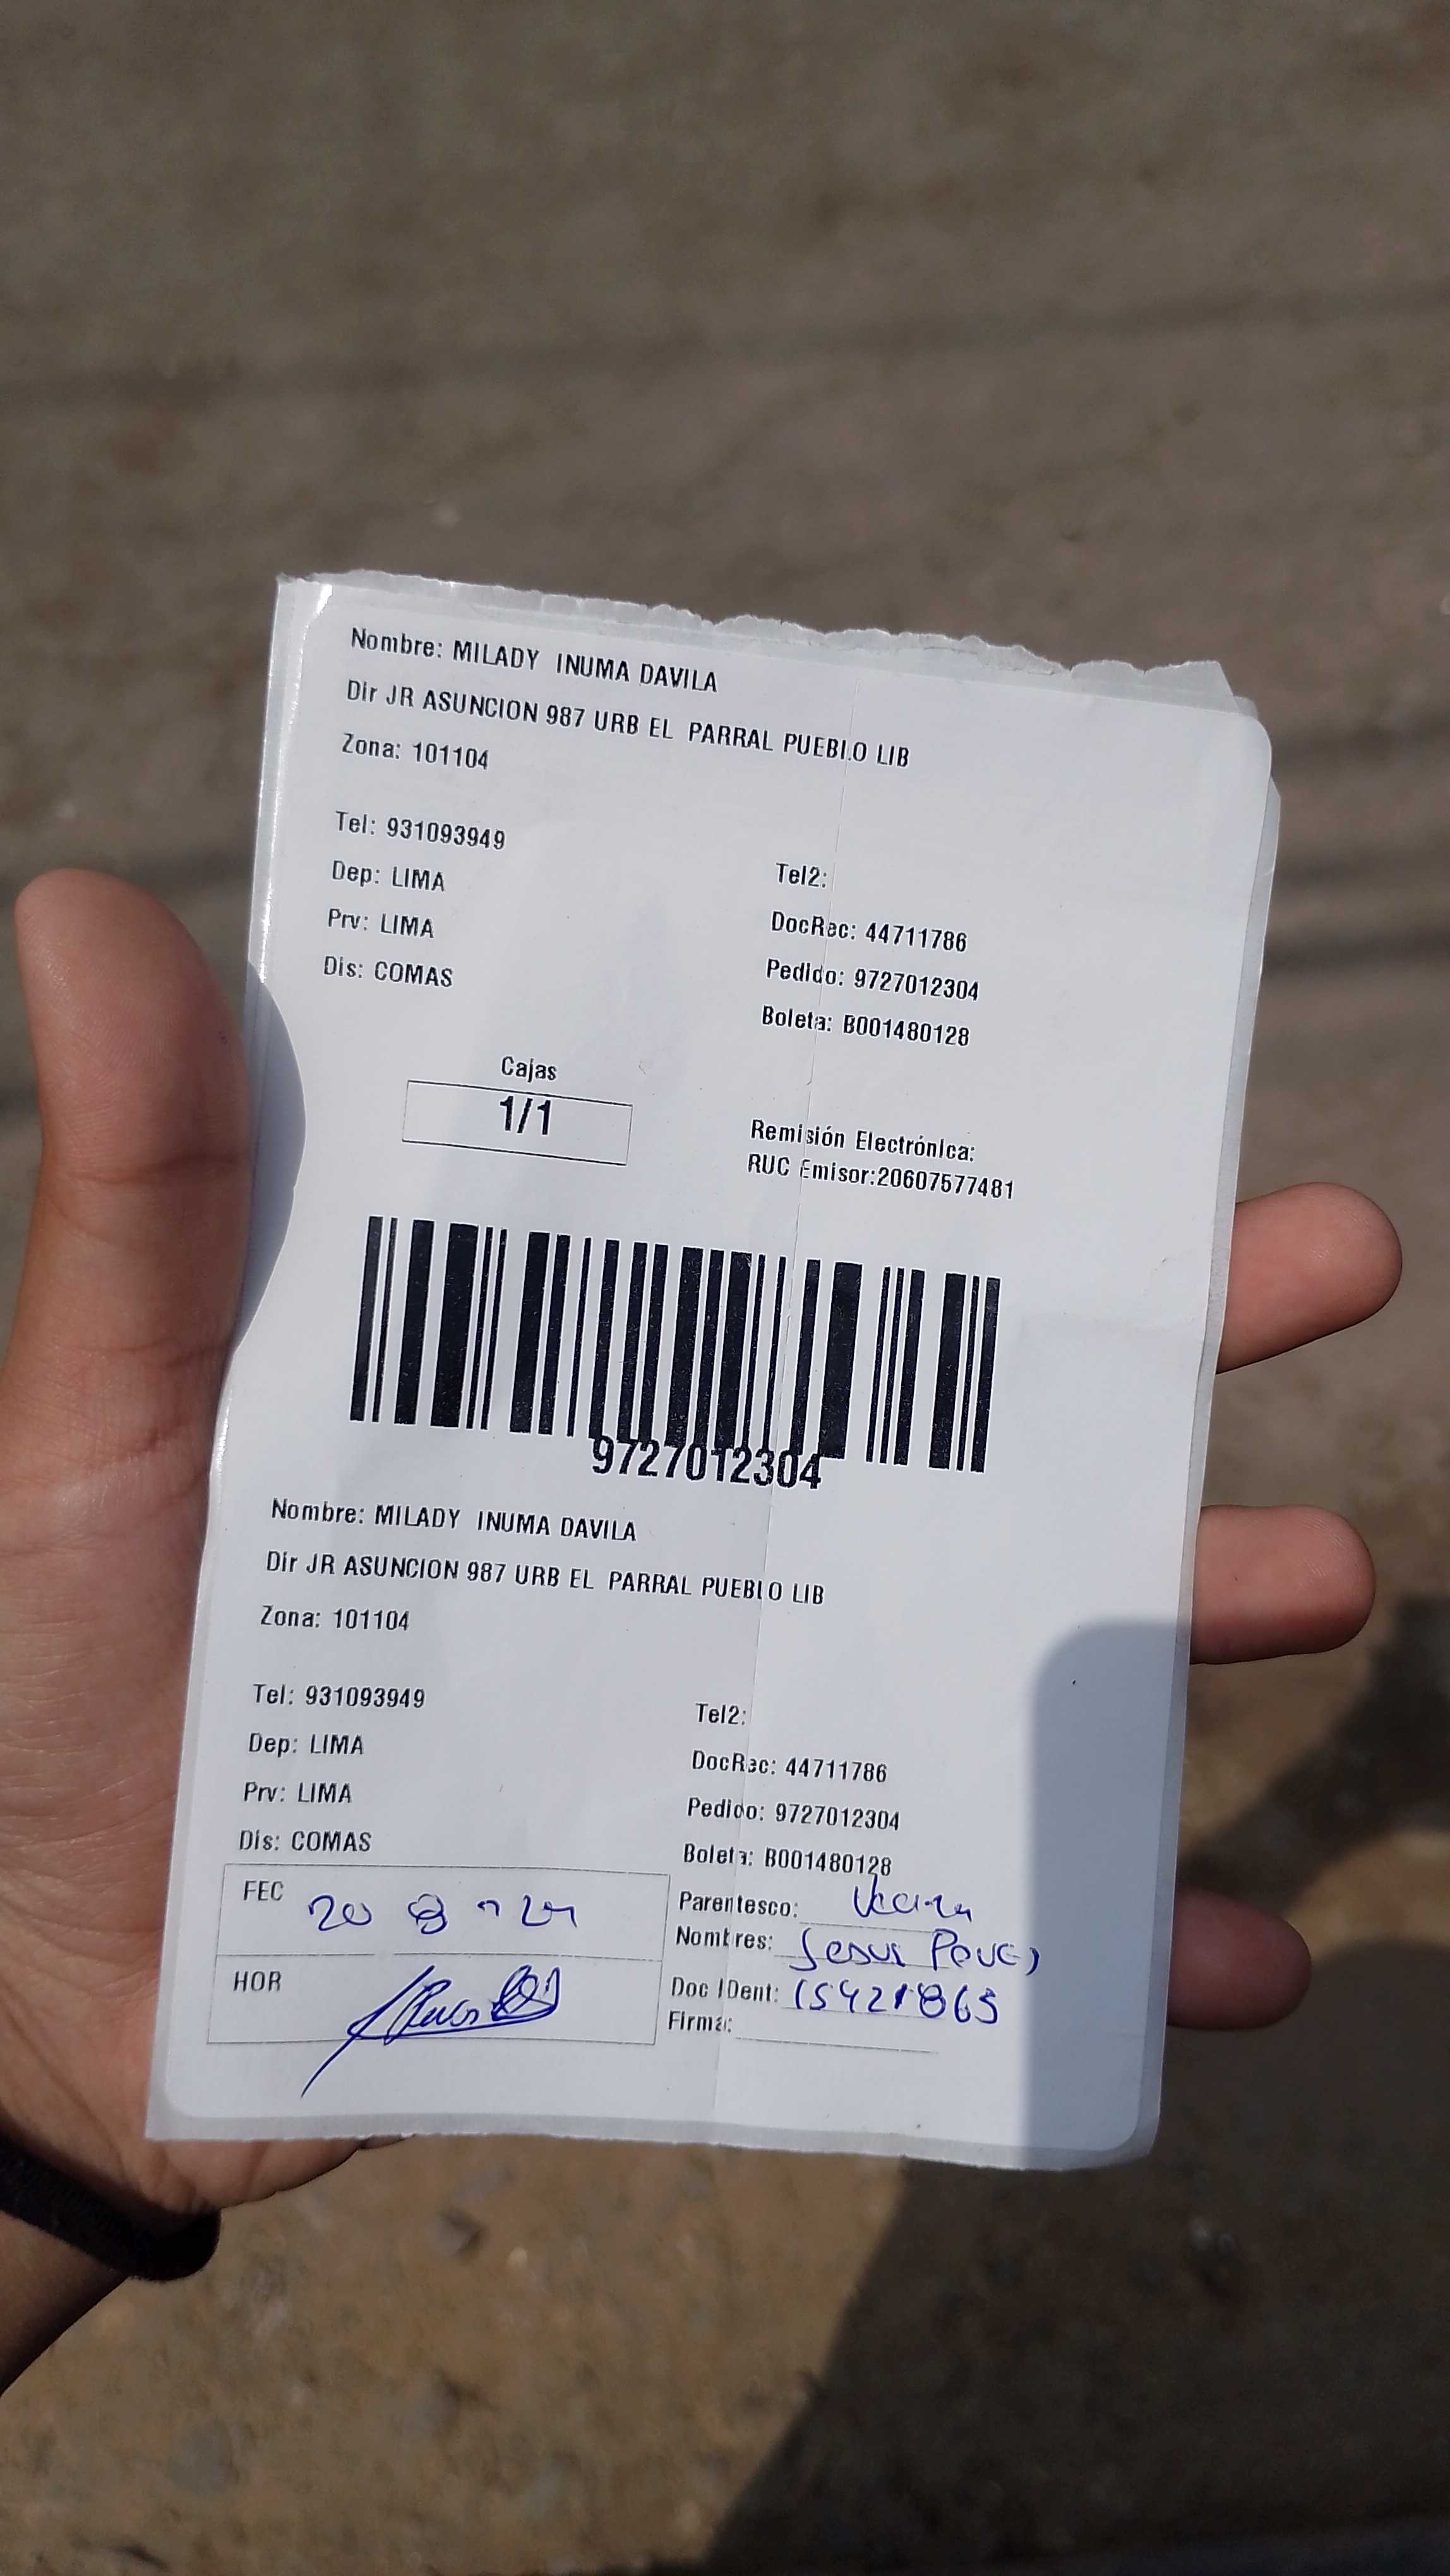 Nombre: MILADY INUMA DAVILA
Dir JR ASUNCION 987 URB EL PARRAL PUEBLO LIB
Zona: 101104
Tel: 931093949
Tel2:
Dep: LIMA
DocRec: 44711786
Prv: LIMA
Pedido: 9727012304
Dis: COMAS
Boleta: B001480128
Cajas
1/1
Remisión Electrónica:
RUC Emisor:20607577481
9727012304
Nombre: MILADY INUMA DAVILA
Dir JR ASUNCION 987 URB EL PARRAL PUEBLO LIB
Zona: 101104
Tel: 931093949
Tel2:
Dep: LIMA
DocRec: 44711786
Prv: LIMA
Pedido: 9727012304
Dis: COMAS
Boleta: B001480128
FEC 20 8
Parentesco:
Nombres: Jesus
HOR
Doc IDent: 15421865
Firma: